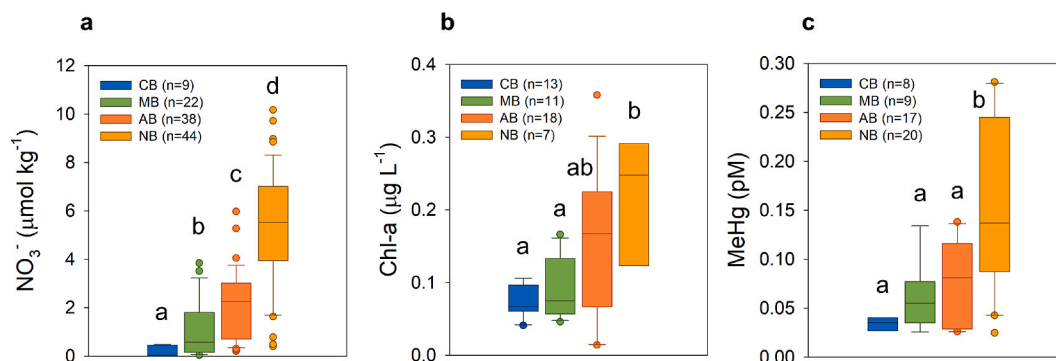 a
NO₃⁻ (μmol kg⁻¹)
12
10
8
6
4
2
0
CB (n=9)
MB (n=22)
AB (n=38)
NB (n=44)
a
b
c
d
b
Chl-a (μg L⁻¹)
0.4
0.3
0.2
0.1
0.0
CB (n=13)
MB (n=11)
AB (n=18)
NB (n=7)
a
a
ab
b
c
MeHg (pM)
0.30
0.25
0.20
0.15
0.10
0.05
0.00
CB (n=8)
MB (n=9)
AB (n=17)
NB (n=20)
a
a
a
b